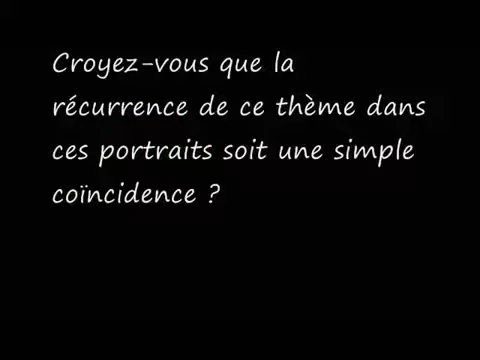 Croyez-vous que la
récurrence de ce thème dans
ces portraits soit une simple
coïncidence ?